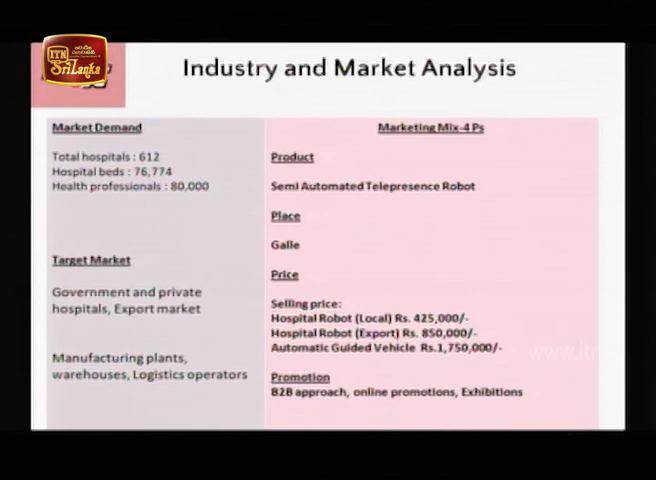 ITN
Sri Lanka
Industry and Market Analysis
Market Demand
Total hospitals : 612
Hospital beds : 76,774
Health professionals : 80,000
Target Market
Government and private
hospitals, Export market
Manufacturing plants,
warehouses, Logistics operators
Marketing Mix-4 Ps
Product
Semi Automated Telepresence Robot
Place
Galle
Price
Selling price:
Hospital Robot (Local) Rs. 425,000/-
Hospital Robot (Export) Rs. 850,000/-
Automatic Guided Vehicle Rs.1,750,000/-
Promotion
B2B approach, online promotions, Exhibitions